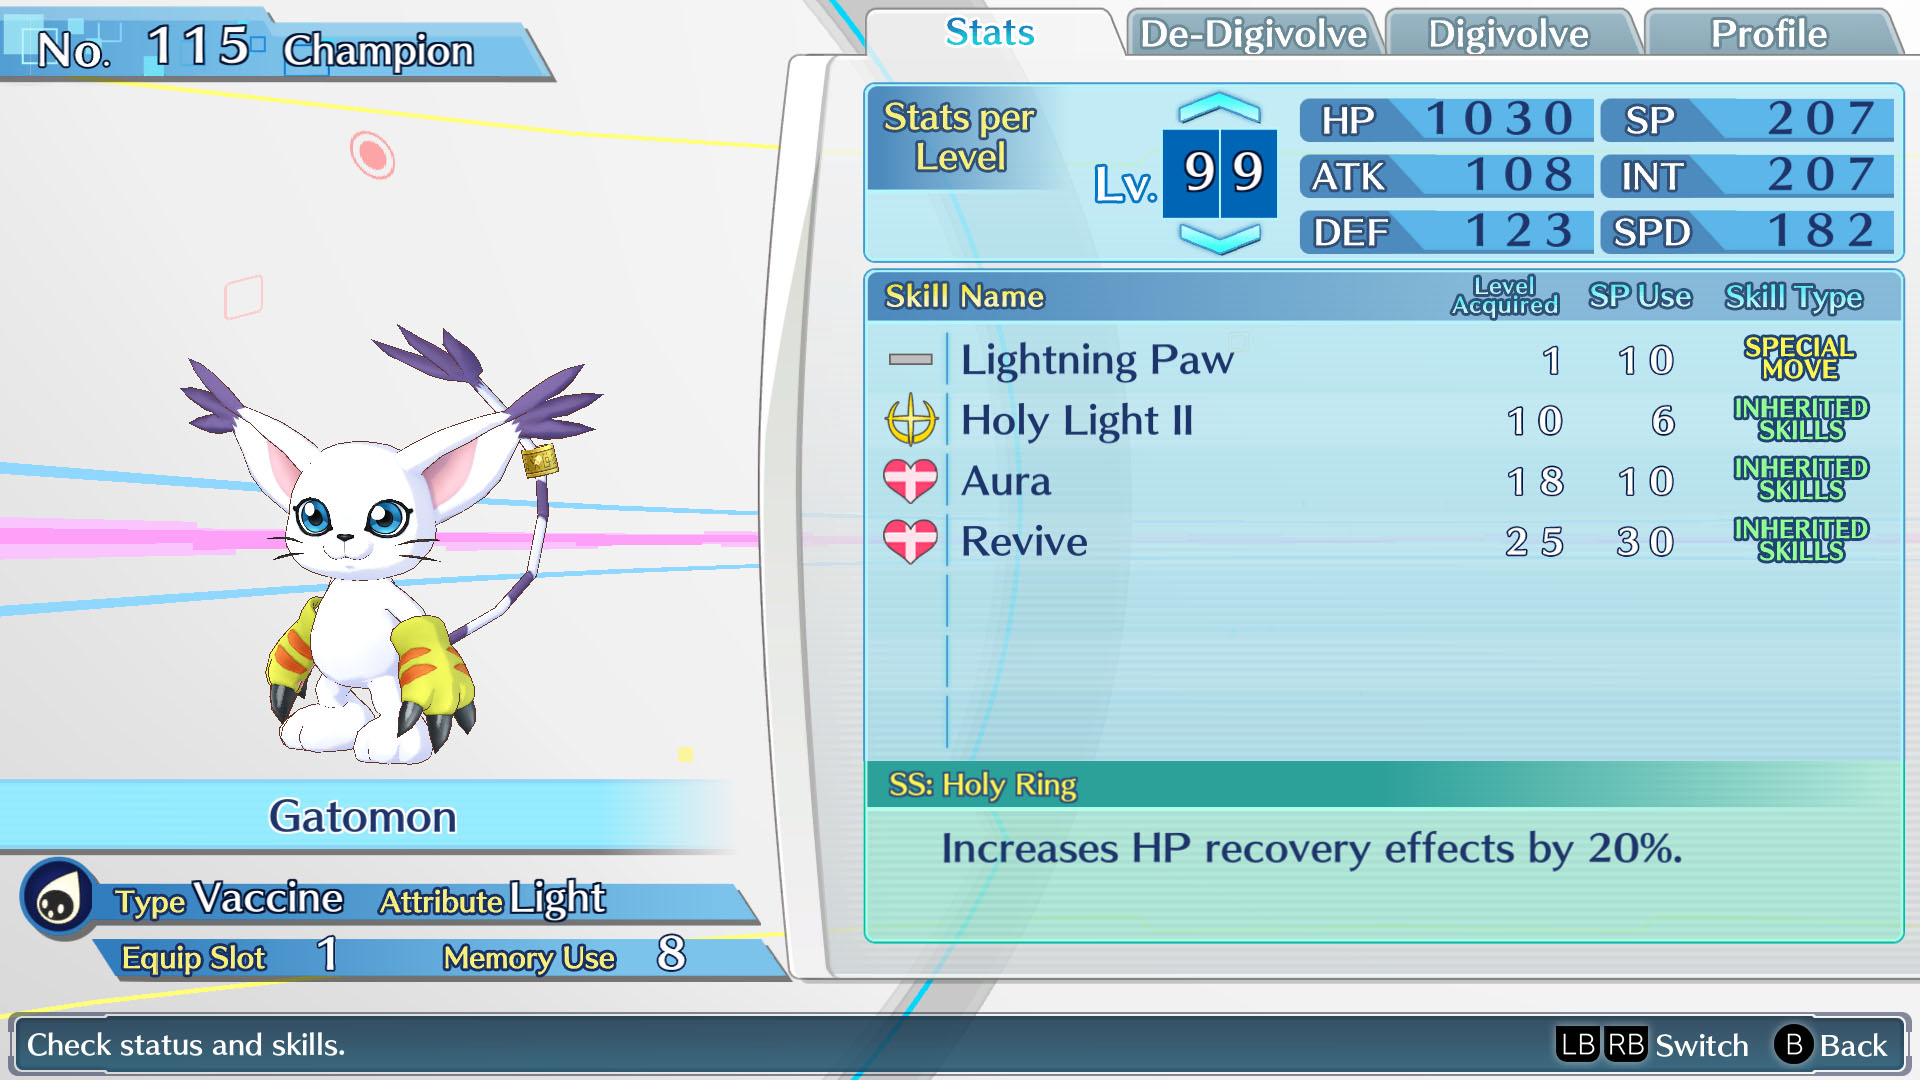 No. 115 Champion
Stats De-Digivolve Digivolve Profile
Stats per
Level
Lv. 99
HP 1030 SP 207
ATK 108 INT 207
DEF 123 SPD 182
Skill Name Level Acquired SP Use Skill Type
Lightning Paw 1 10 SPECIAL MOVE
Holy Light II 10 6 INHERITED SKILLS
Aura 18 10 INHERITED SKILLS
Revive 25 30 INHERITED SKILLS
SS: Holy Ring
Increases HP recovery effects by 20%.
Gatomon
Type Vaccine Attribute Light
Equip Slot 1 Memory Use 8
Check status and skills.
LB RB Switch B Back